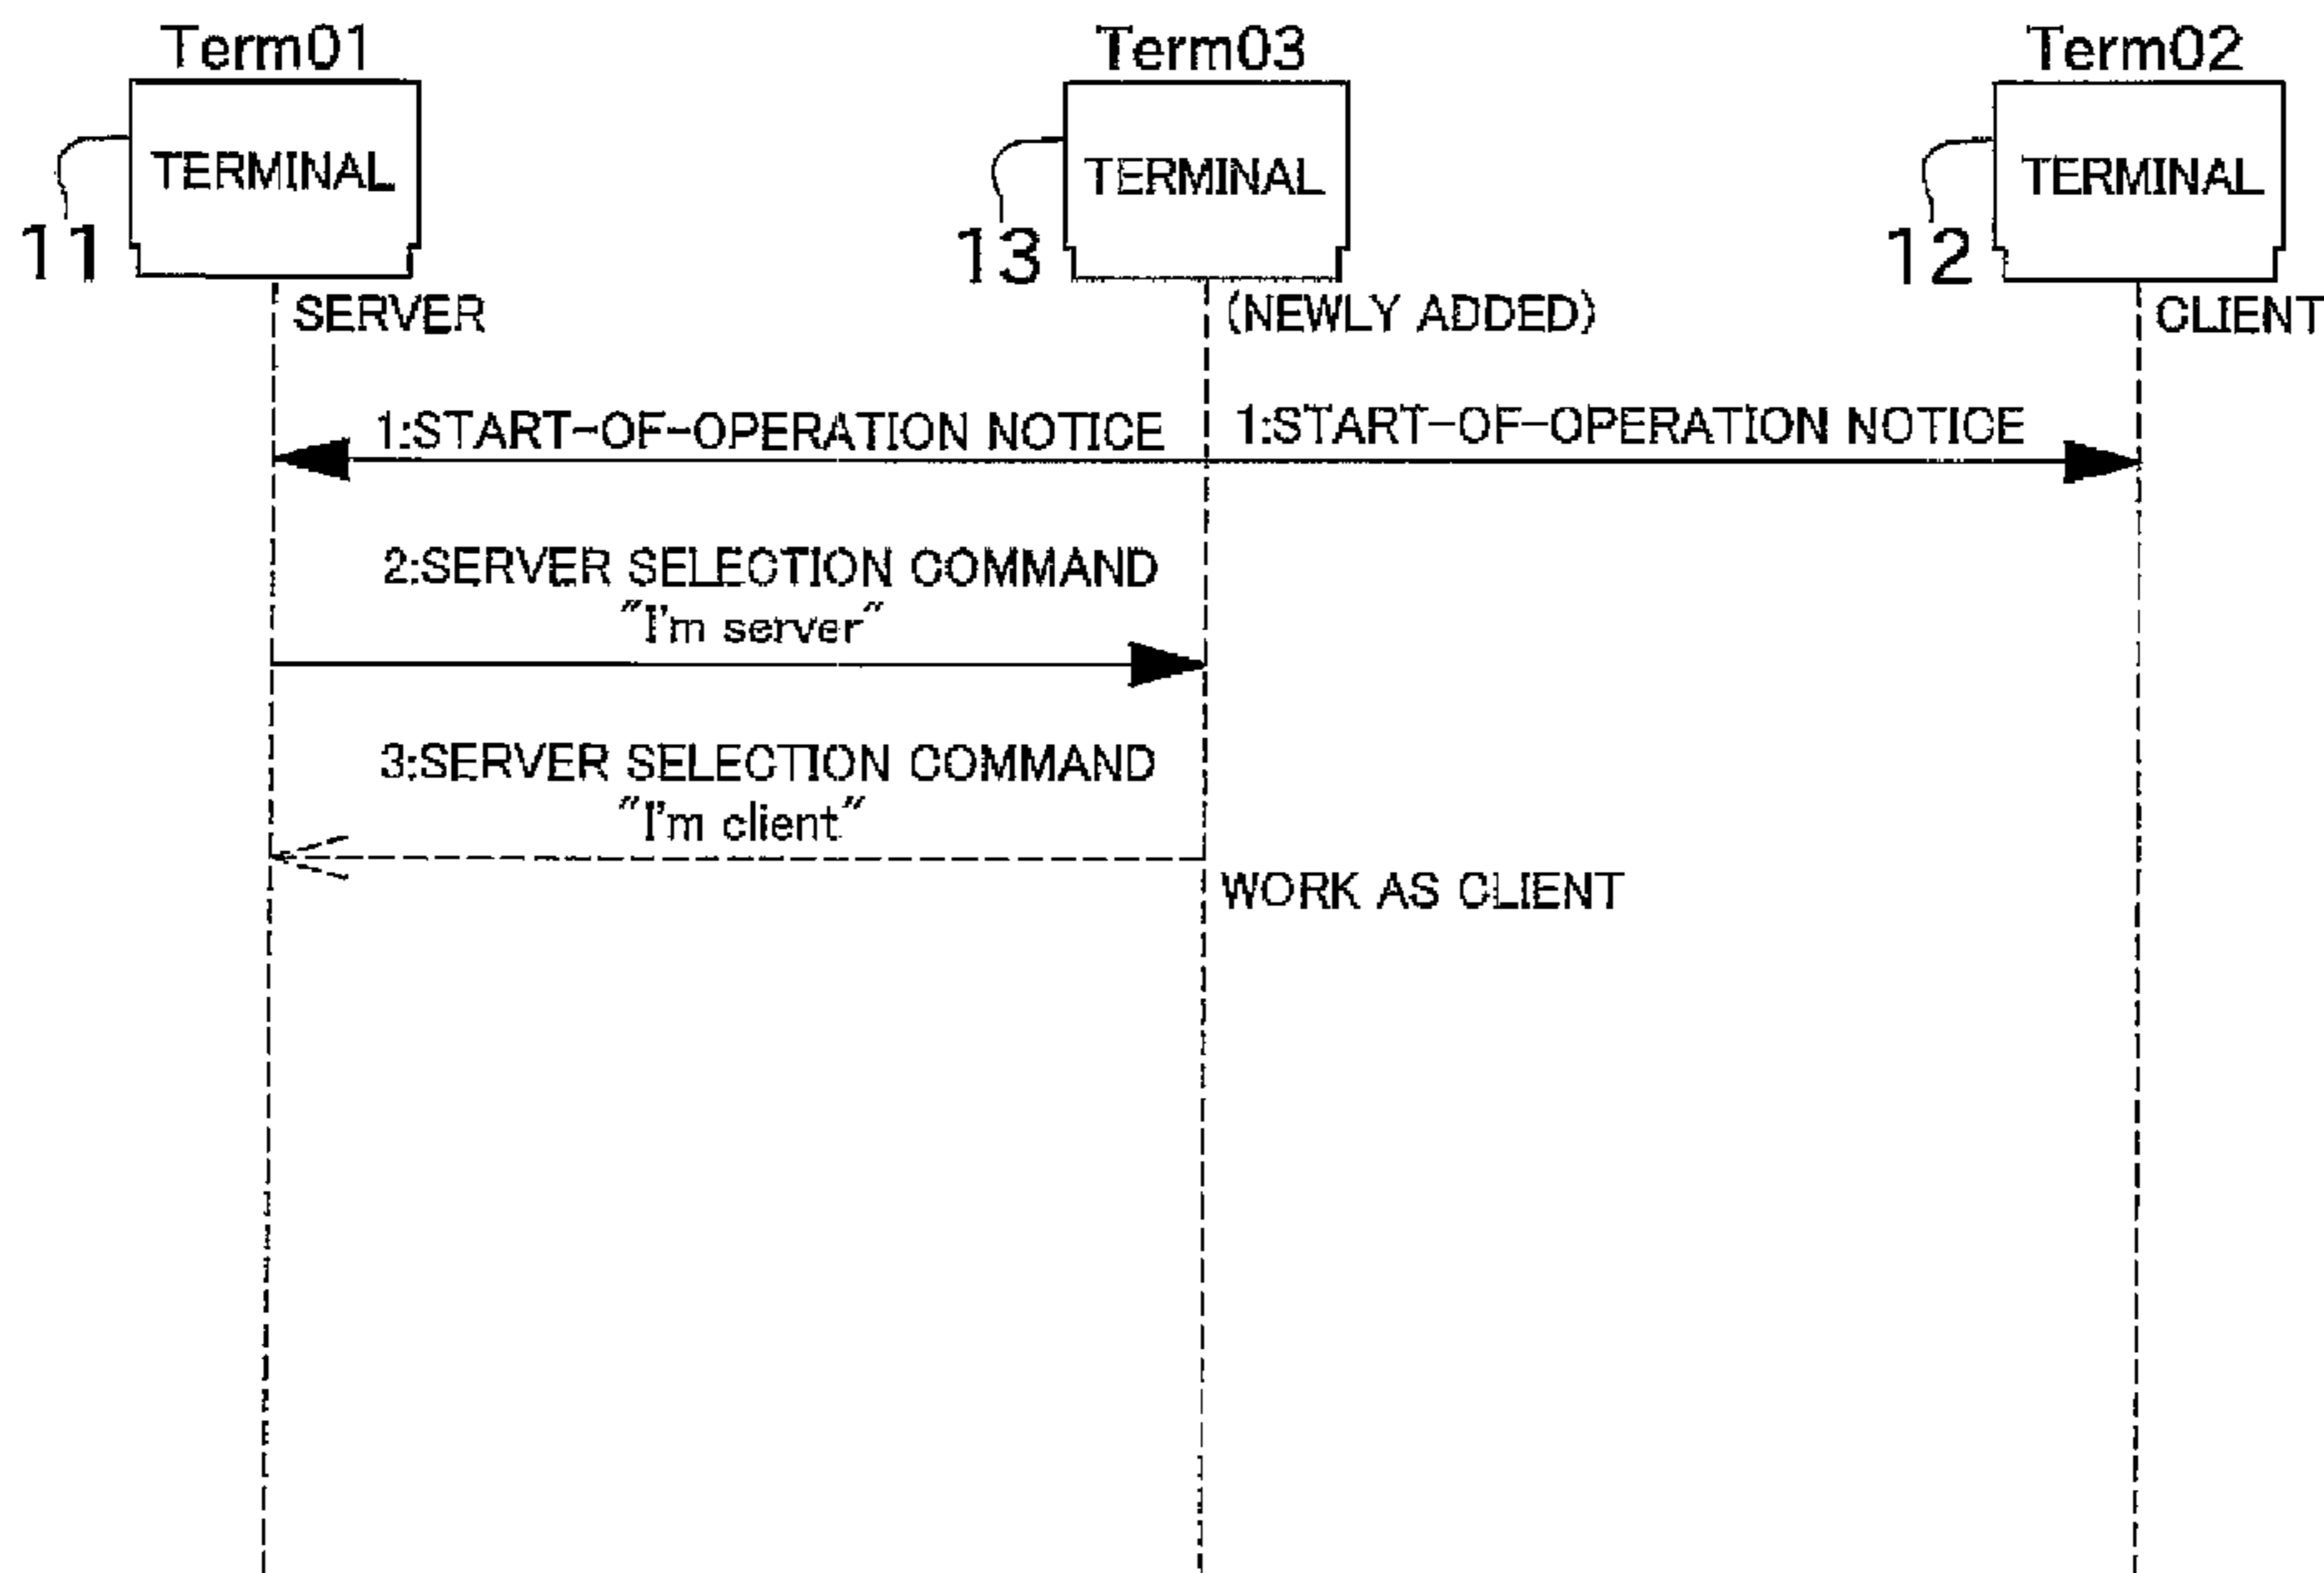 Term01
Term03
Term02
TERMINAL
TERMINAL
TERMINAL
11
13
12
SERVER
(NEWLY ADDED)
CLIENT
1:START-OF-OPERATION NOTICE
1:START-OF-OPERATION NOTICE
2:SERVER SELECTION COMMAND
"I'm server"
3:SERVER SELECTION COMMAND
"I'm client"
WORK AS CLIENT